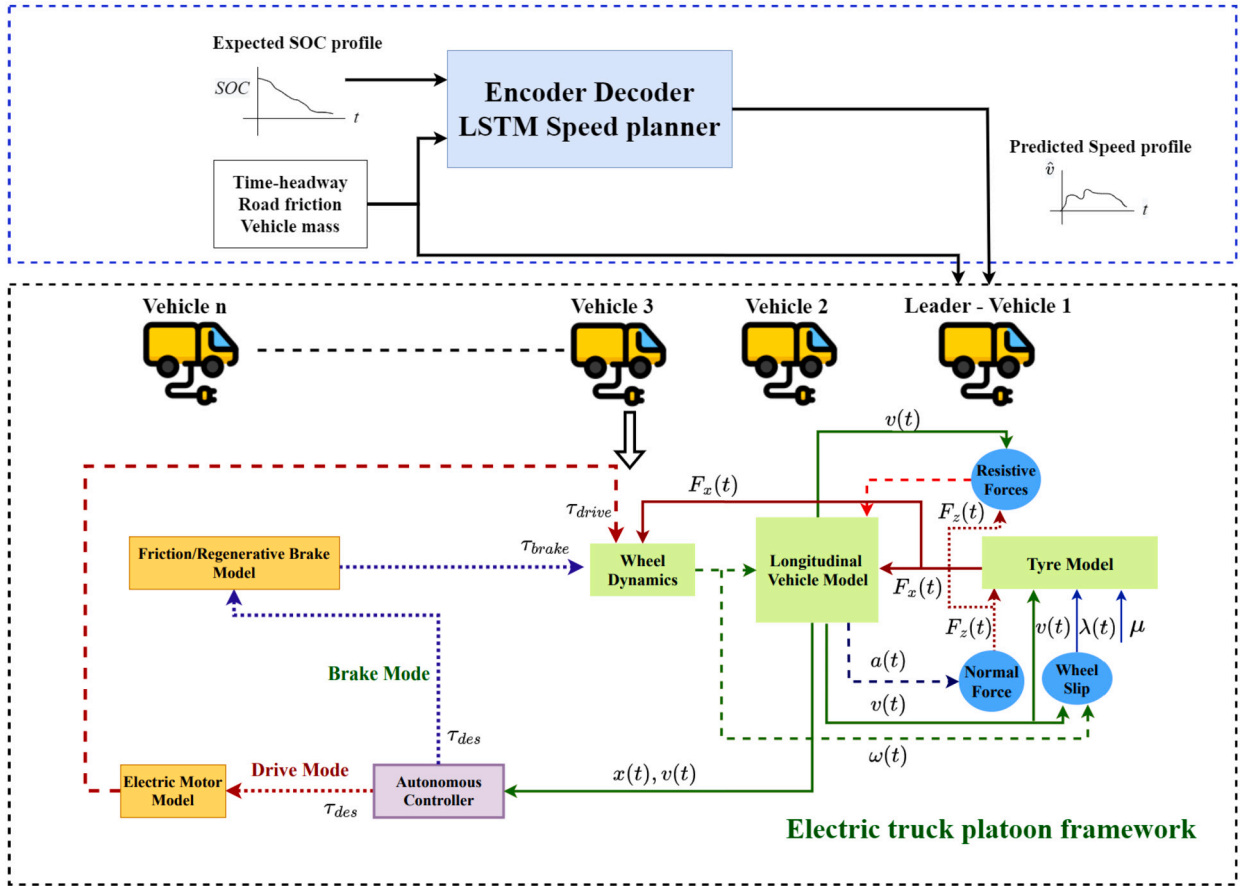 Expected SOC profile
SOC
t
Encoder Decoder
LSTM Speed planner
Time-headway
Road friction
Vehicle mass
Predicted Speed profile
v̂
t
Vehicle n
Vehicle 3
Vehicle 2
Leader - Vehicle 1
v(t)
Resistive
Forces
F_x(t)
F_z(t)
τ_drive
τ_brake
Friction/Regenerative Brake
Model
Wheel
Dynamics
Longitudinal
Vehicle Model
Tyre Model
F_x(t)
F_z(t)
v(t)
λ(t)
μ
Brake Mode
a(t)
Normal
Force
Wheel
Slip
v(t)
τ_des
ω(t)
Drive Mode
x(t), v(t)
Electric Motor
Model
τ_des
Autonomous
Controller
Electric truck platoon framework